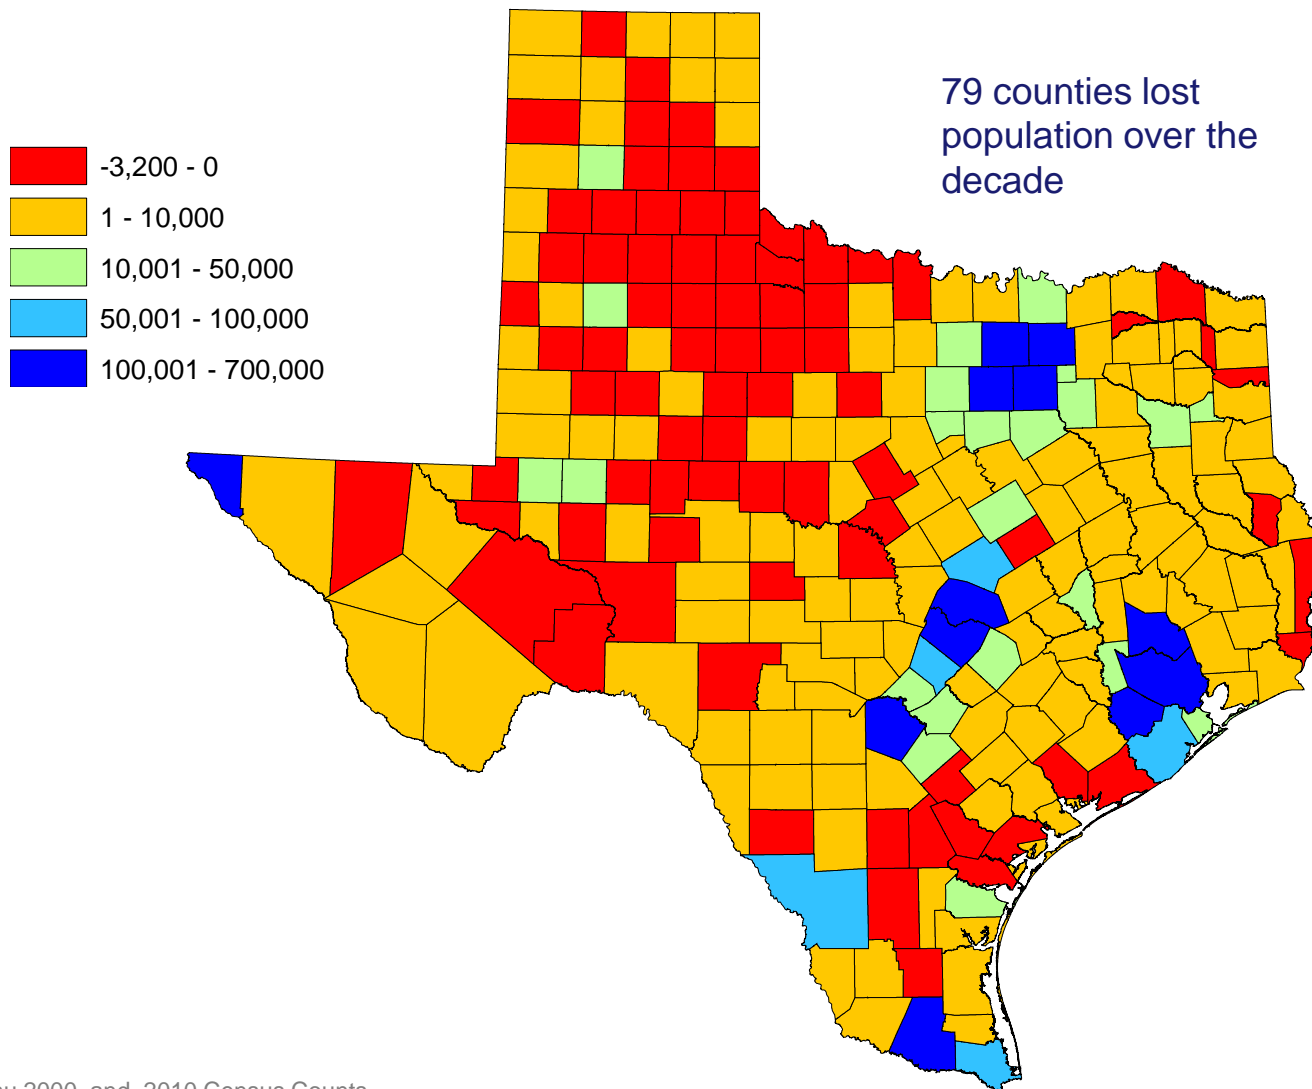 79 counties lost
population over the
decade
-3,200 - 0
1 - 10,000
10,001 - 50,000
50,001 - 100,000
100,001 - 700,000
2000 and 2010 Census Counts